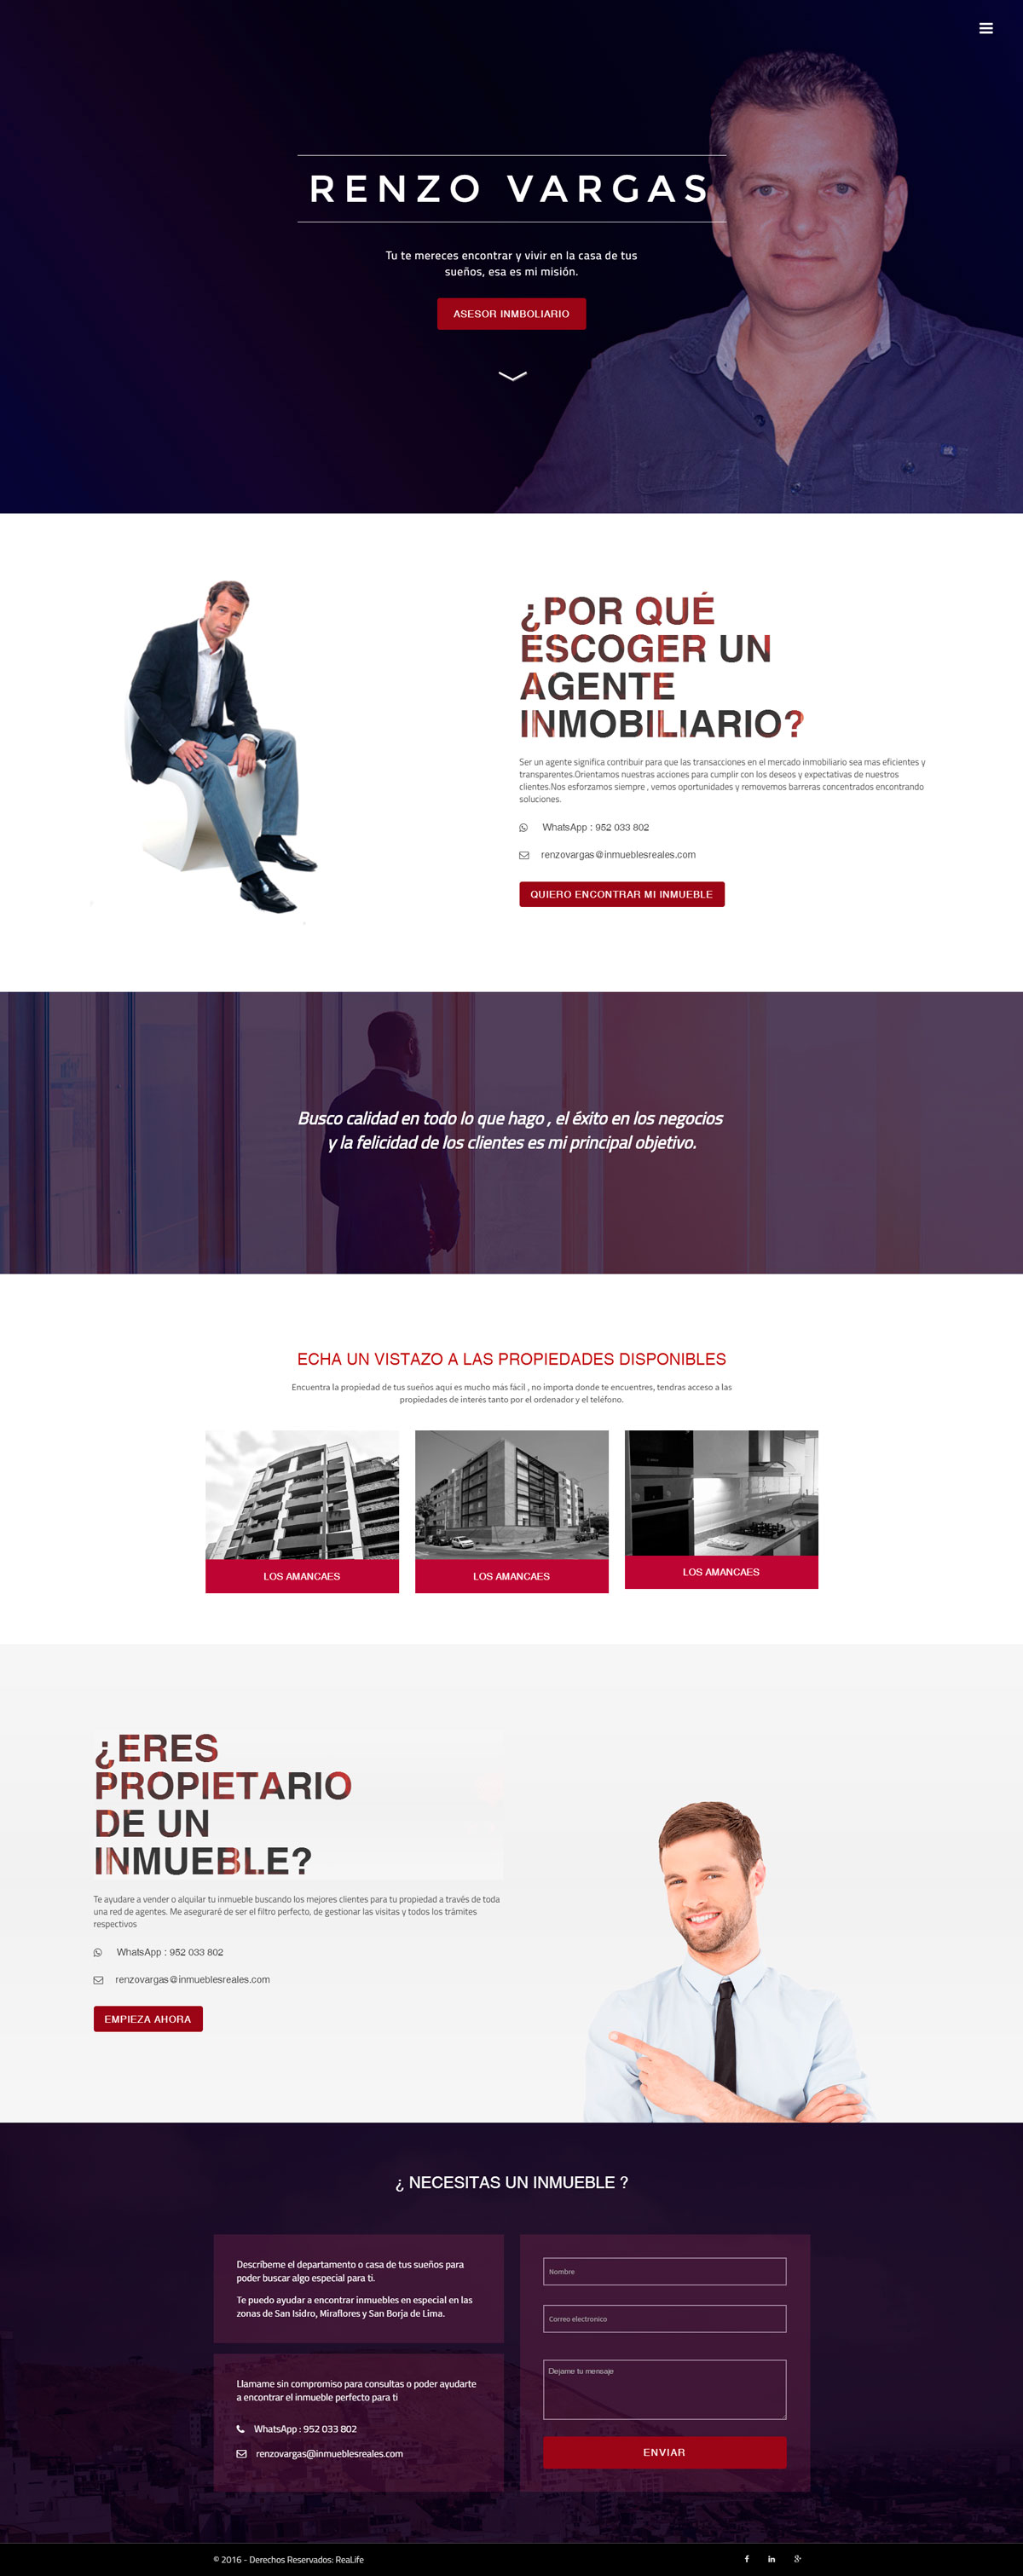 RENZO VARGAS
Tu te mereces encontrar y vivir en la casa de tus
sueños, esa es mi misión.
ASESOR INMBOLIARIO
¿POR QUÉ
ESCOGER UN
AGENTE
INMOBILIARIO?
Ser un agente significa contribuir para que las transacciones en el mercado inmobiliario sea mas eficientes y
transparentes.Orientamos nuestras acciones para cumplir con los deseos y expectativas de nuestros
clientes.Nos esforzamos siempre , vemos oportunidades y removemos barreras concentrados encontrando
soluciones.
WhatsApp : 952 033 802
renzovargas@inmueblesreales.com
QUIERO ENCONTRAR MI INMUEBLE
Busco calidad en todo lo que hago , el éxito en los negocios
y la felicidad de los clientes es mi principal objetivo.
ECHA UN VISTAZO A LAS PROPIEDADES DISPONIBLES
Encuentra la propiedad de tus sueños aqui es mucho más fácil , no importa donde te encuentres, tendras acceso a las
propiedades de interés tanto por el ordenador y el teléfono.
LOS AMANCAES
LOS AMANCAES
LOS AMANCAES
¿ERES
PROPIETARIO
DE UN
INMUEBLE?
Te ayudare a vender o alquilar tu inmueble buscando los mejores clientes para tu propiedad a través de toda
una red de agentes. Me aseguraré de ser el filtro perfecto, de gestionar las visitas y todos los trámites
respectivos
WhatsApp : 952 033 802
renzovargas@inmueblesreales.com
EMPIEZA AHORA
¿ NECESITAS UN INMUEBLE ?
Descríbeme el departamento o casa de tus sueños para
poder buscar algo especial para ti.
Te puedo ayudar a encontrar inmuebles en especial en las
zonas de San Isidro, Miraflores y San Borja de Lima.
Llamame sin compromiso para consultas o poder ayudarte
a encontrar el inmueble perfecto para ti
WhatsApp : 952 033 802
renzovargas@inmueblesreales.com
Nombre
Correo electronico
Dejame tu mensaje
ENVIAR
© 2016 - Derechos Reservados: ReaLife